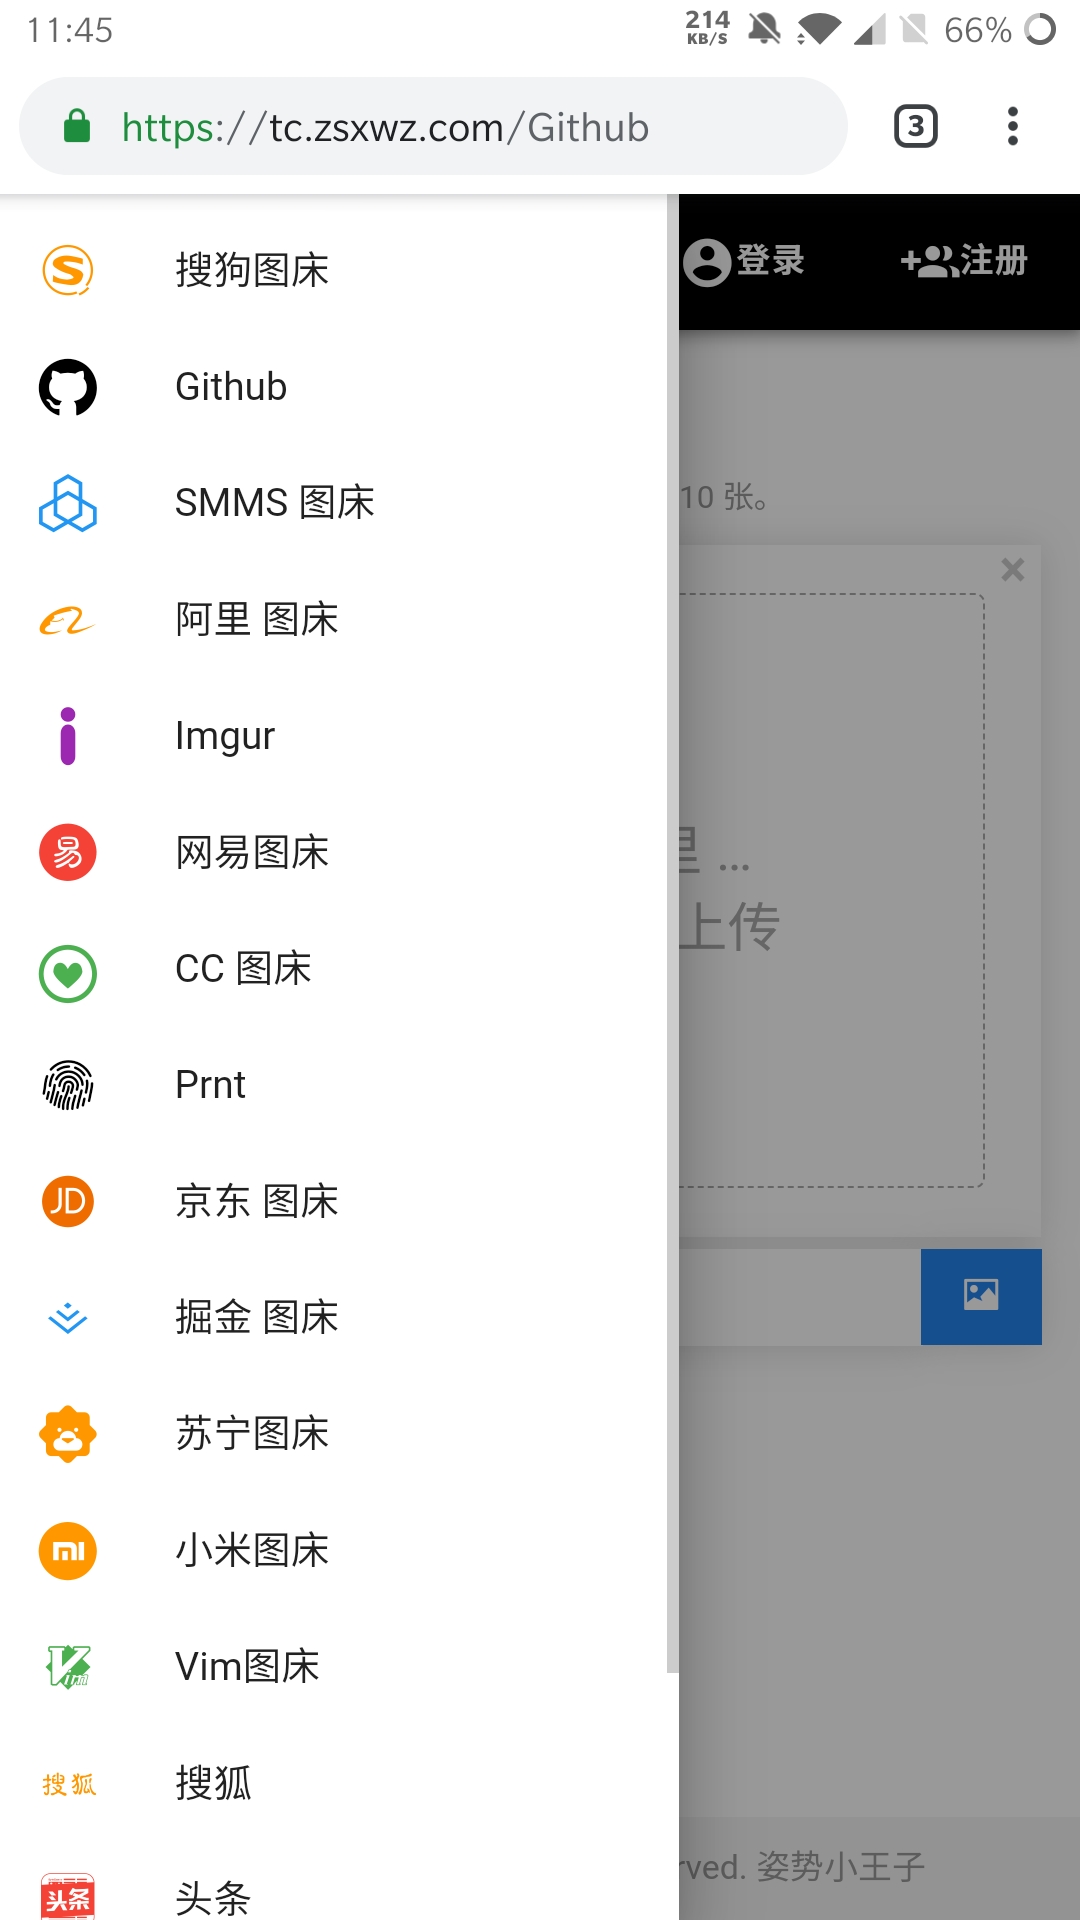 11:45
214
KB/S
66%
https://tc.zsxwz.com/Github
3
登录
注册
搜狗图床
Github
SMMS 图床
10 张。
阿里 图床
Imgur
网易图床
里 ...
上传
CC 图床
Prnt
京东 图床
JD
掘金 图床
苏宁图床
小米图床
Vim图床
搜狐
搜狐
头条
头条
rved. 姿势小王子